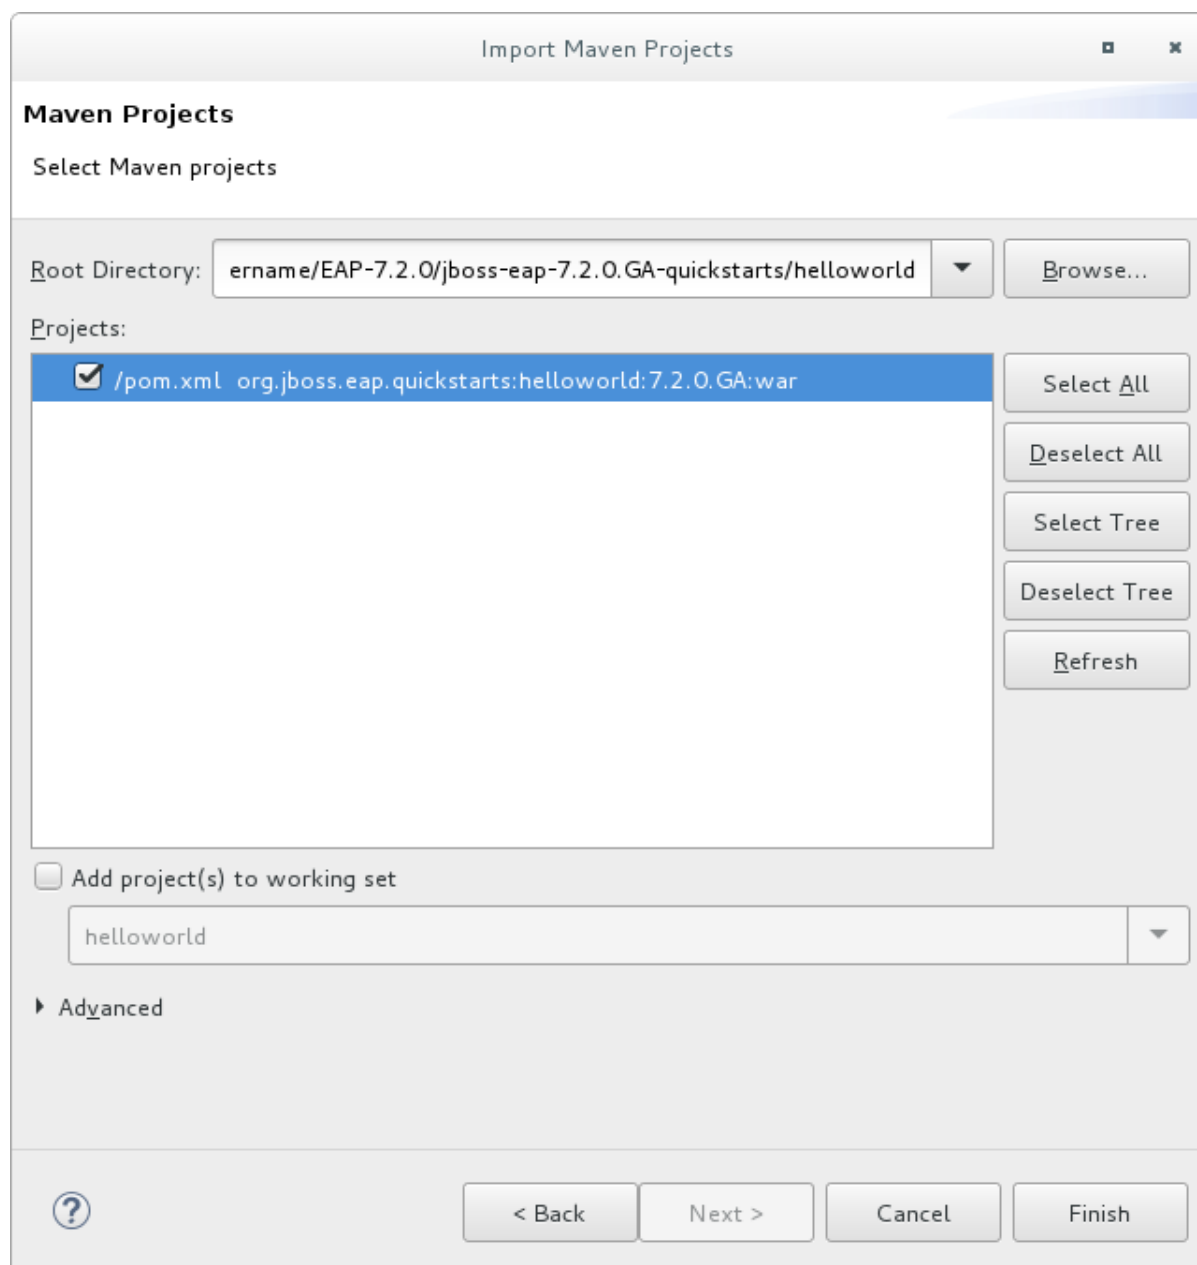 Import Maven Projects
Maven Projects
Select Maven projects
Root Directory: ername/EAP-7.2.0/jboss-eap-7.2.0.GA-quickstarts/helloworld Browse...
Projects:
/pom.xml org.jboss.eap.quickstarts:helloworld:7.2.0.GA:war
Select All
Deselect All
Select Tree
Deselect Tree
Refresh
Add project(s) to working set
helloworld
Advanced
? < Back Next > Cancel Finish